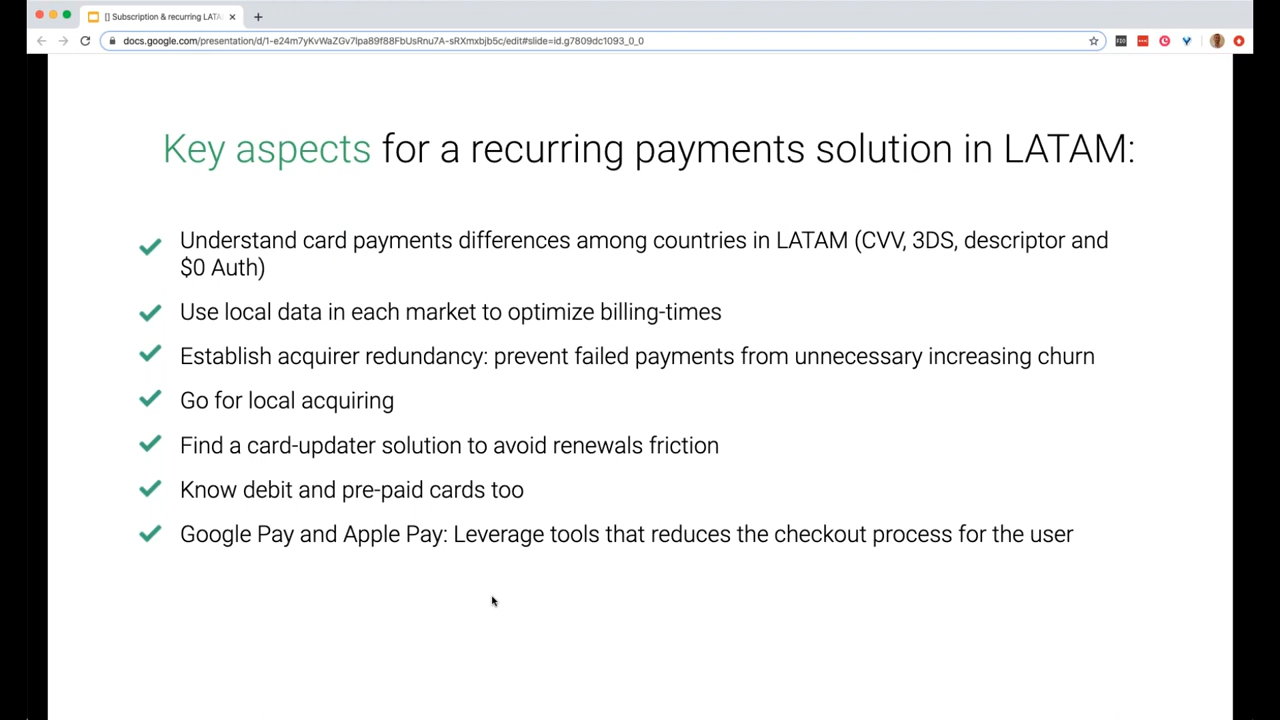 [] Subscription & recurring LATA
docs.google.com/presentation/d/1-e24m7yKvWaZGv7lpa89f88FbUsRnu7A-sRXmxbjb5c/edit#slide=id.g7809dc1093_0_0
Key aspects for a recurring payments solution in LATAM:
Understand card payments differences among countries in LATAM (CVV, 3DS, descriptor and
$0 Auth)
Use local data in each market to optimize billing-times
Establish acquirer redundancy: prevent failed payments from unnecessary increasing churn
Go for local acquiring
Find a card-updater solution to avoid renewals friction
Know debit and pre-paid cards too
Google Pay and Apple Pay: Leverage tools that reduces the checkout process for the user